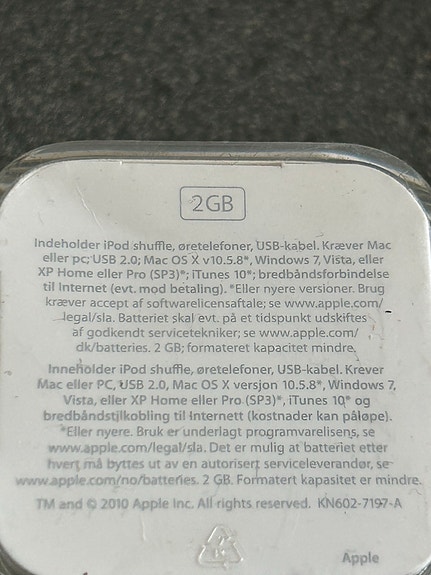 2GB
Indeholder iPod shuffle, øretelefoner, USB-kabel. Kræver Mac
eller pc; USB 2.0; Mac OS X v10.5.8*, Windows 7, Vista, eller
XP Home eller Pro (SP3)*; iTunes 10*; bredbåndsforbindelse
til Internet (evt. mod betaling). *Eller nyere versioner. Brug
kræver accept af softwarelicensaftale; se www.apple.com/
legal/sla. Batteriet skal evt. på et tidspunkt udskiftes
af godkendt servicetekniker; se www.apple.com/
dk/batteries. 2 GB; formateret kapacitet mindre.
Inneholder iPod shuffle, øretelefoner, USB-kabel. Krever
Mac eller PC, USB 2.0, Mac OS X versjon 10.5.8*, Windows 7,
Vista, eller XP Home eller Pro (SP3)*, iTunes 10* og
bredbåndstilkobling til Internett (kostnader kan påløpe).
*Eller nyere. Bruk er underlagt programvarelisens, se
www.apple.com/legal/sla. Det er mulig at batteriet etter
hvert må byttes ut av en autorisert serviceleverandør, se
www.apple.com/no/batteries. 2 GB. Formatert kapasitet er mindre.
TM and © 2010 Apple Inc. All rights reserved. KN602-7197-A
Apple